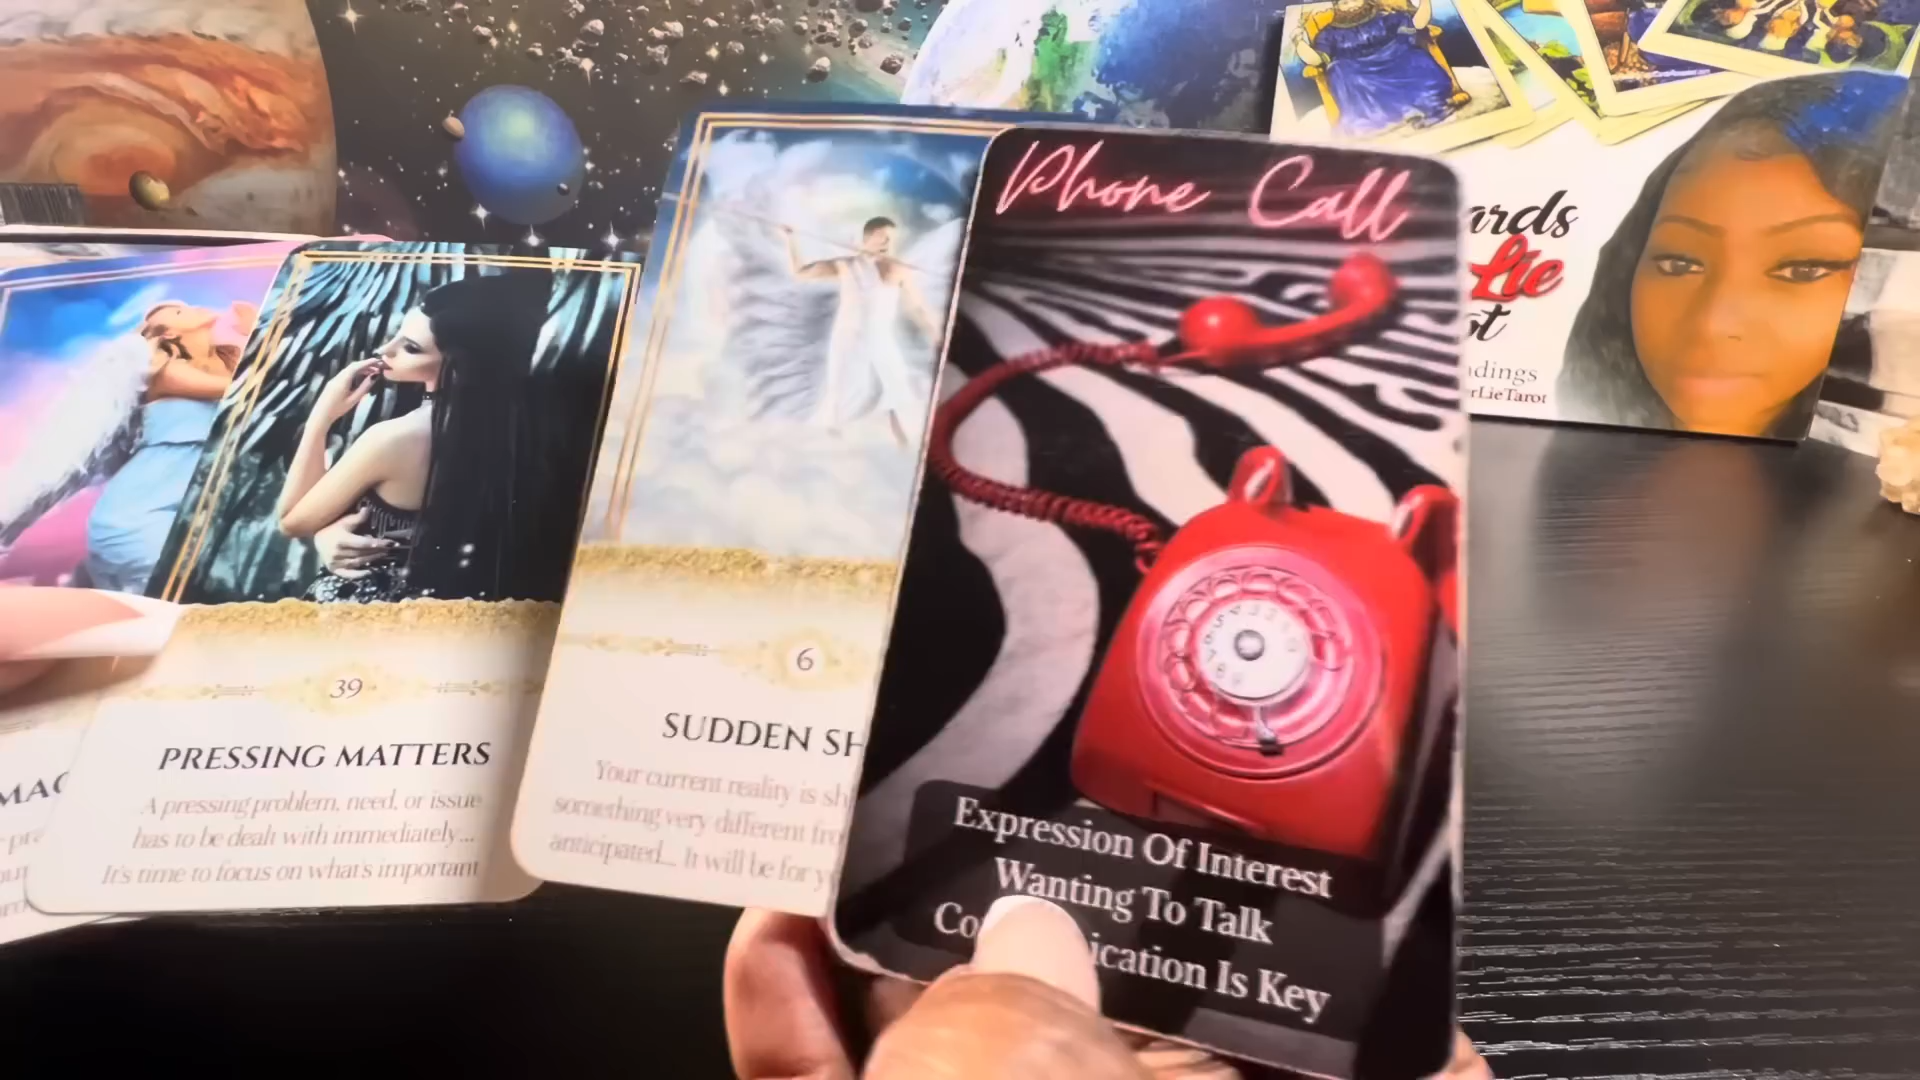 Phone Call
Expression Of Interest
Wanting To Talk
ication Is Key
6
SUDDEN SH
Your current reality is sh
something very different fro
anticipated... It will be for y
39
PRESSING MATTERS
A pressing problem, need, or issue
has to be dealt with immediately...
It's time to focus on what's important
MAG
ards
Lie
ot
dings
rLieTarot